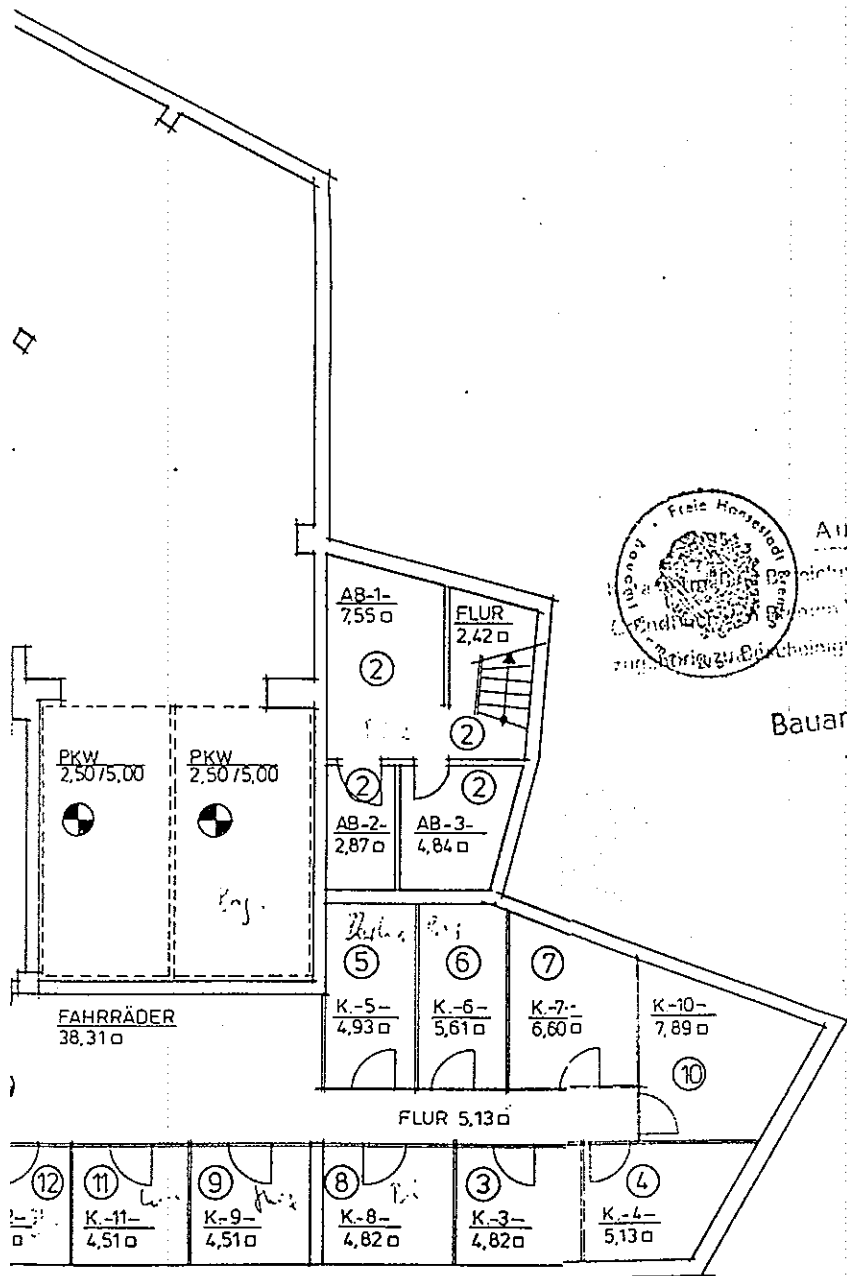 AB-1-
7,55 □
FLUR
2,42 □
②
②
Freie Hansestadt
Au
Bauar
PKW
2,50/5,00
PKW
2,50/5,00
②
②
AB-2-
2,87 □
AB-3-
4,84 □
⑤
⑥
⑦
K.-5-
4,93 □
K.-6-
5,61 □
K.-7-
6,60 □
K.-10-
7,89 □
⑩
FAHRRÄDER
38,31 □
FLUR 5,13 □
⑫
⑪
⑨
⑧
③
④
K.-11-
4,51 □
K.-9-
4,51 □
K.-8-
4,82 □
K.-3-
4,82 □
K.-4-
5,13 □